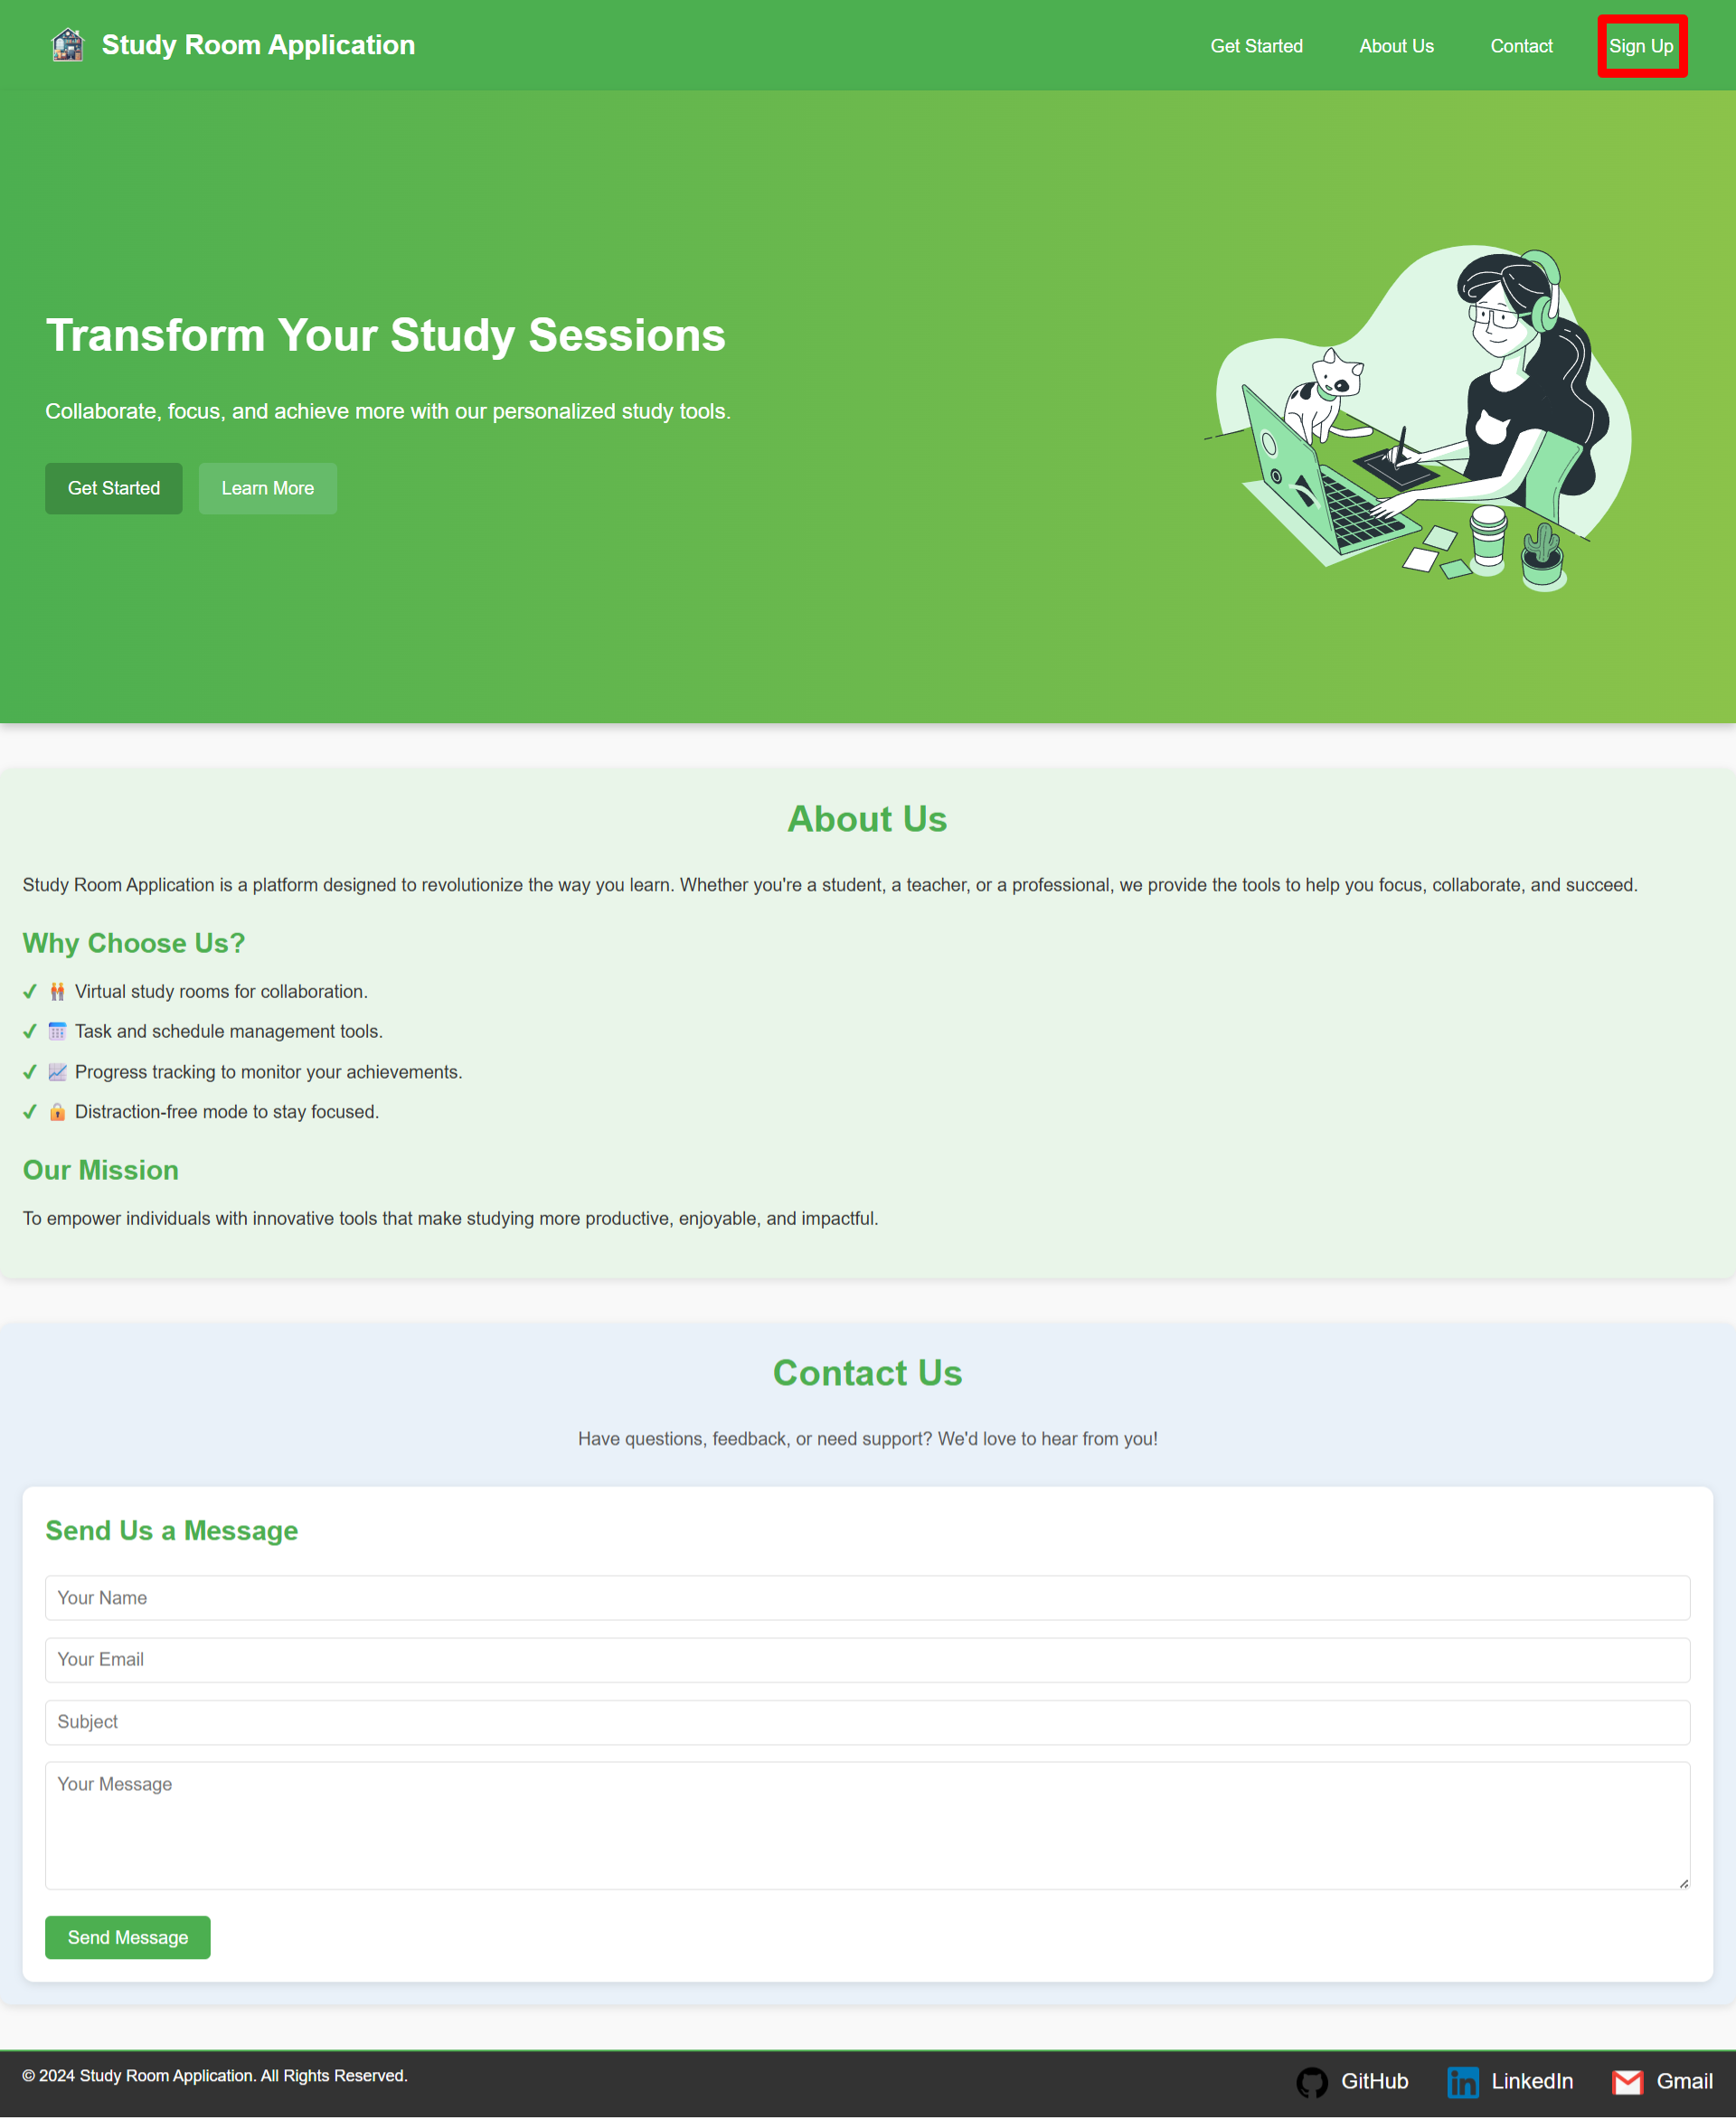 Study Room Application
Get Started
About Us
Contact
Sign Up
Transform Your Study Sessions
Collaborate, focus, and achieve more with our personalized study tools.
Get Started
Learn More
About Us
Study Room Application is a platform designed to revolutionize the way you learn. Whether you're a student, a teacher, or a professional, we provide the tools to help you focus, collaborate, and succeed.
Why Choose Us?
Virtual study rooms for collaboration.
Task and schedule management tools.
Progress tracking to monitor your achievements.
Distraction-free mode to stay focused.
Our Mission
To empower individuals with innovative tools that make studying more productive, enjoyable, and impactful.
Contact Us
Have questions, feedback, or need support? We'd love to hear from you!
Send Us a Message
Your Name
Your Email
Subject
Your Message
Send Message
© 2024 Study Room Application. All Rights Reserved.
GitHub
LinkedIn
Gmail